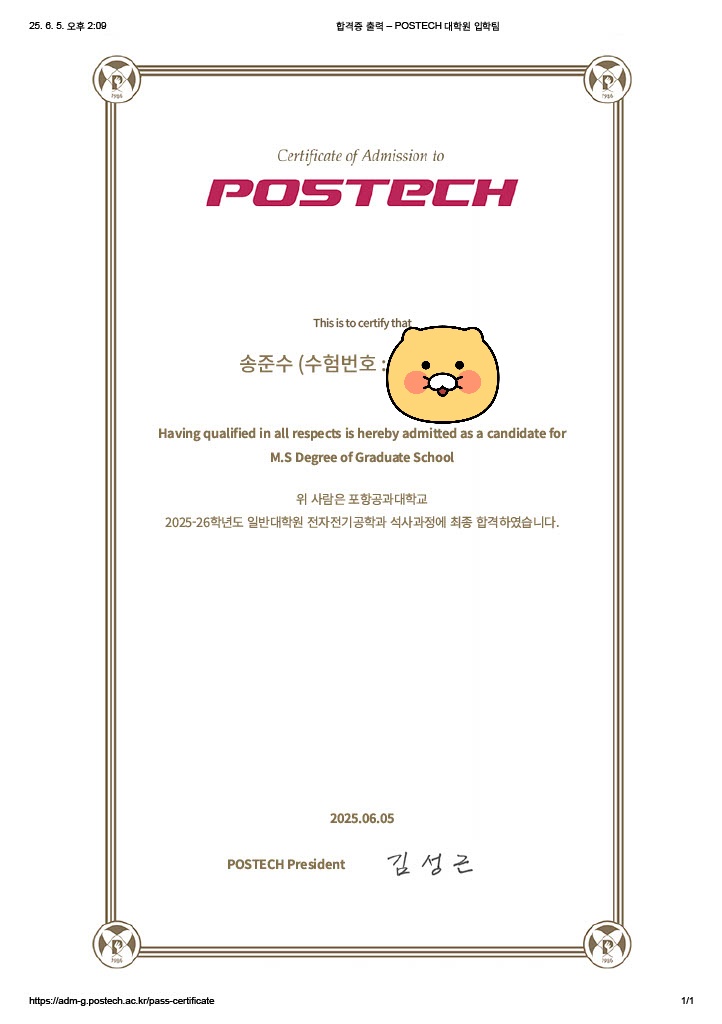 25. 6. 5. 오후 2:09
합격증 출력 – POSTECH 대학원 입학팀
Certificate of Admission to
POSTECH
This is to certify that
송준수 (수험번호 :
Having qualified in all respects is hereby admitted as a candidate for
M.S Degree of Graduate School
위 사람은 포항공과대학교
2025-26학년도 일반대학원 전자전기공학과 석사과정에 최종 합격하였습니다.
2025.06.05
POSTECH President 김성근
https://adm-g.postech.ac.kr/pass-certificate
1/1